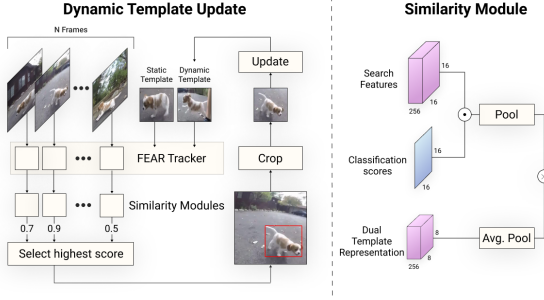 Dynamic Template Update
N Frames
Static
Template
Dynamic
Template
Update
FEAR Tracker
Crop
Similarity Modules
0.7
0.9
0.5
Select highest score
Similarity Module
Search
Features
16
16
256
Pool
Classification
scores
16
16
Dual
Template
Representation
8
8
256
Avg. Pool